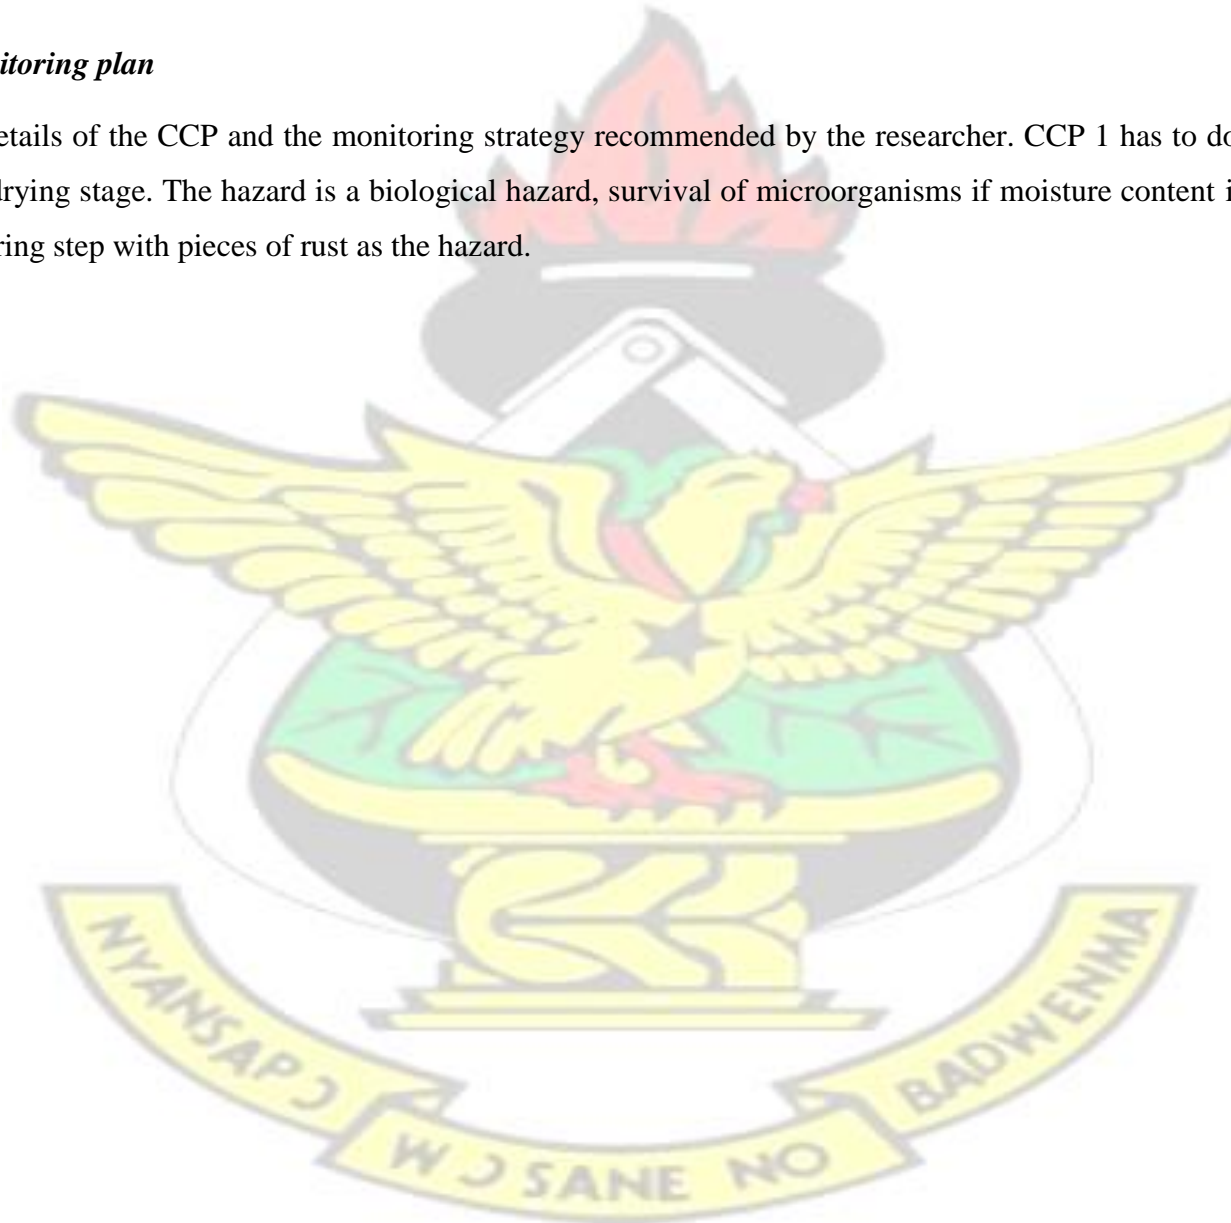 itoring plan
etails of the CCP and the monitoring strategy recommended by the researcher. CCP 1 has to do
drying stage. The hazard is a biological hazard, survival of microorganisms if moisture content i
ring step with pieces of rust as the hazard.
NYANSAPƆ
WƆ SANE NO
BADWENMA